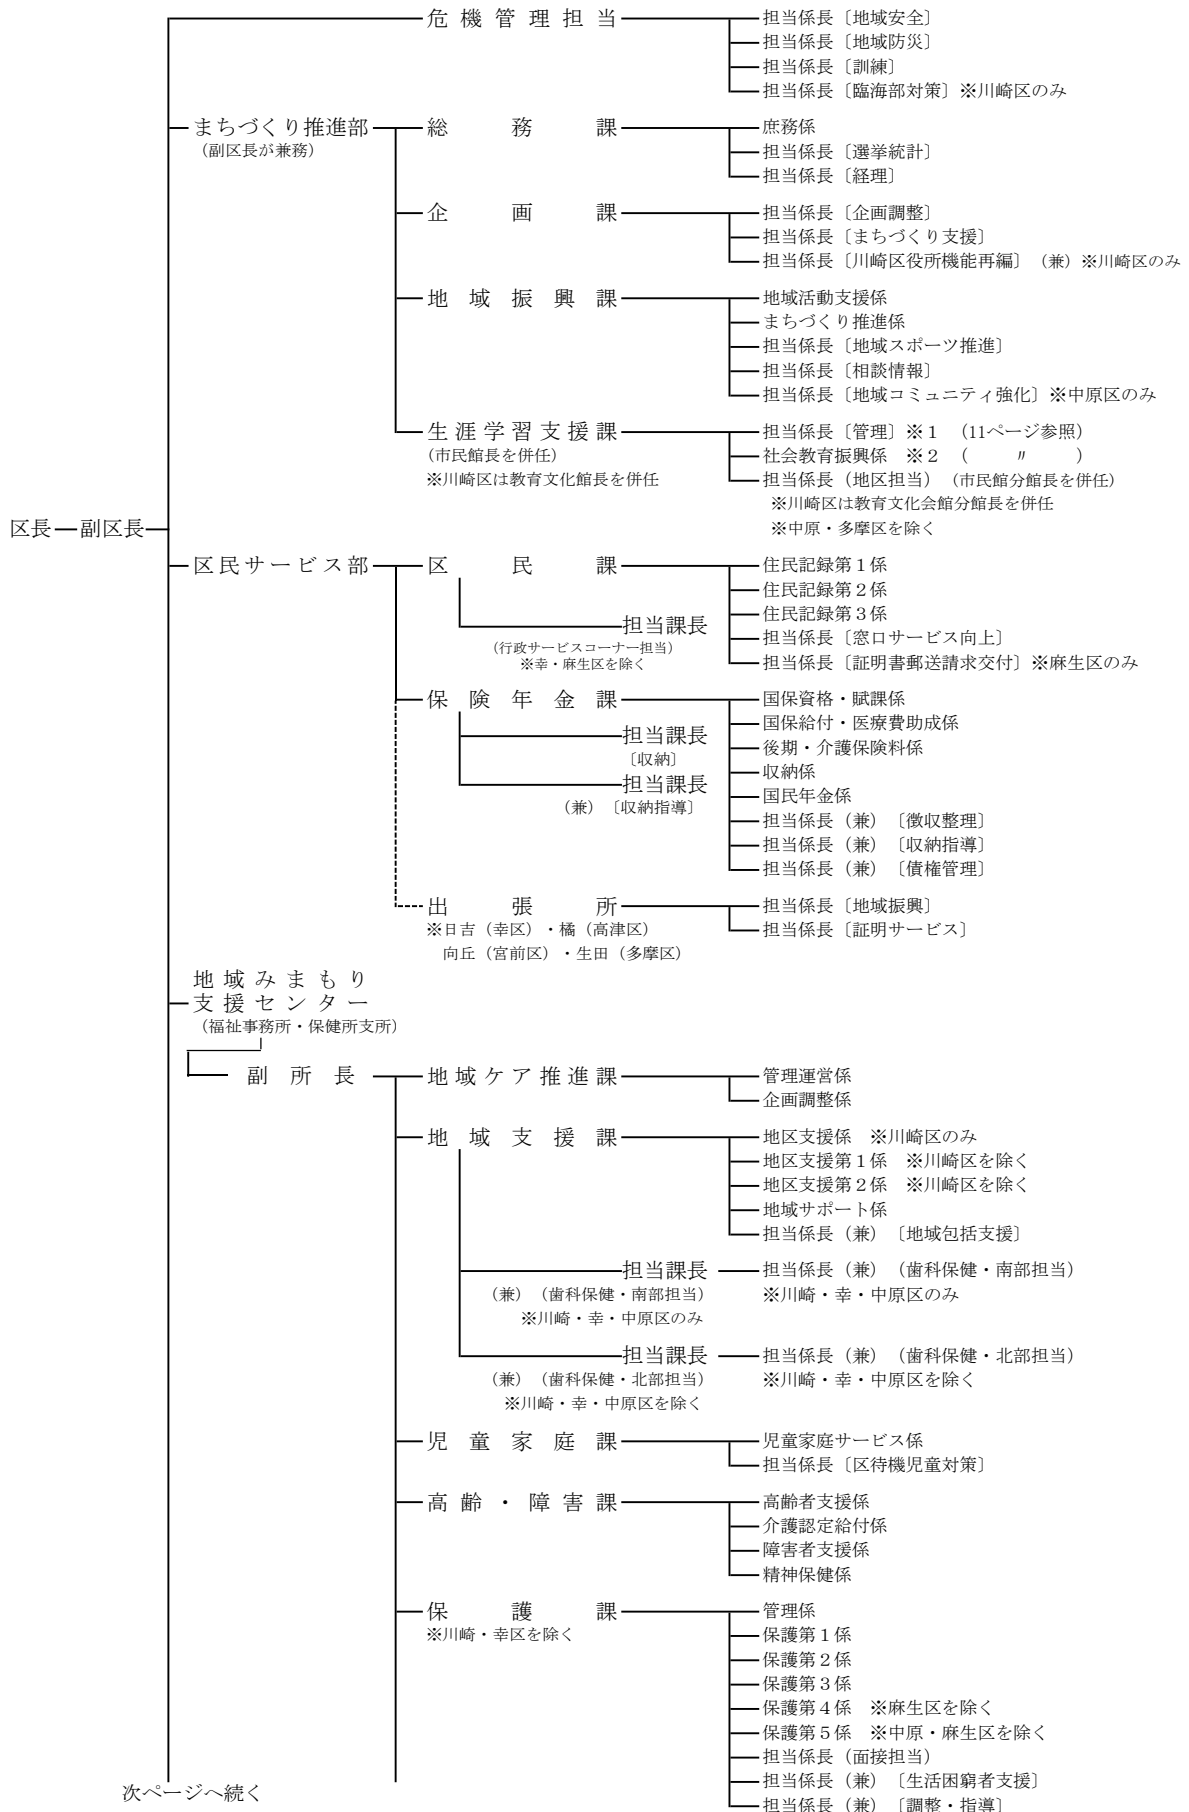 危機管理担当 担当係長〔地域安全〕
担当係長〔地域防災〕
担当係長〔訓練〕
担当係長〔臨海部対策〕※川崎区のみ
まちづくり推進部 総務課 庶務係
（副区長が兼務） 担当係長〔選挙統計〕
担当係長〔経理〕
企画課 担当係長〔企画調整〕
担当係長〔まちづくり支援〕
担当係長〔川崎区役所機能再編〕（兼）※川崎区のみ
地域振興課 地域活動支援係
まちづくり推進係
担当係長〔地域スポーツ推進〕
担当係長〔相談情報〕
担当係長〔地域コミュニティ強化〕※中原区のみ
生涯学習支援課 担当係長〔管理〕※１　（11ページ参照）
（市民館長を併任） 社会教育振興係　※２　（　　〃　　）
※川崎区は教育文化館長を併任 担当係長（地区担当）（市民館分館長を併任）
※川崎区は教育文化会館分館長を併任
区長 副区長 ※中原・多摩区を除く
区民サービス部 区民課 住民記録第１係
住民記録第２係
住民記録第３係
担当課長 担当係長〔窓口サービス向上〕
（行政サービスコーナー担当）
※幸・麻生区を除く 担当係長〔証明書郵送請求交付〕※麻生区のみ
保険年金課 国保資格・賦課係
国保給付・医療費助成係
担当課長 後期・介護保険料係
〔収納〕 収納係
担当課長 国民年金係
（兼）〔収納指導〕 担当係長（兼）〔徴収整理〕
担当係長（兼）〔収納指導〕
担当係長（兼）〔債権管理〕
出張所 担当係長〔地域振興〕
※日吉（幸区）・橘（高津区） 担当係長〔証明サービス〕
向丘（宮前区）・生田（多摩区）
地域みまもり
支援センター
（福祉事務所・保健所支所）
副所長 地域ケア推進課 管理運営係
企画調整係
地域支援課 地区支援係　※川崎区のみ
地区支援第１係　※川崎区を除く
地区支援第２係　※川崎区を除く
地域サポート係
担当係長（兼）〔地域包括支援〕
担当課長 担当係長（兼）（歯科保健・南部担当）
（兼）（歯科保健・南部担当） ※川崎・幸・中原区のみ
※川崎・幸・中原区のみ
担当課長 担当係長（兼）（歯科保健・北部担当）
（兼）（歯科保健・北部担当） ※川崎・幸・中原区を除く
※川崎・幸・中原区を除く
児童家庭課 児童家庭サービス係
担当係長〔区待機児童対策〕
高齢・障害課 高齢者支援係
介護認定給付係
障害者支援係
精神保健係
保護課 管理係
※川崎・幸区を除く 保護第１係
保護第２係
保護第３係
保護第４係　※麻生区を除く
保護第５係　※中原・麻生区を除く
担当係長（面接担当）
次ページへ続く 担当係長（兼）〔生活困窮者支援〕
担当係長（兼）〔調整・指導〕